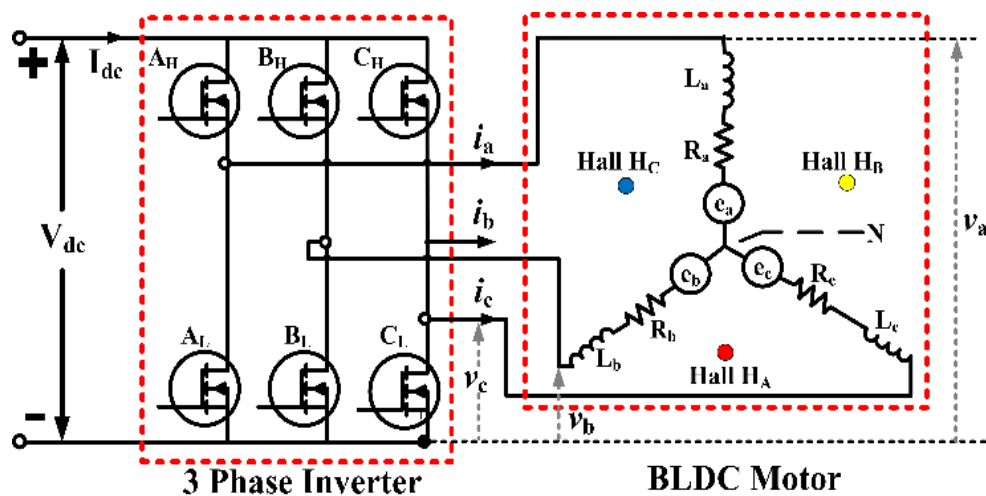 +
I_dc
V_dc
-
A_H
B_H
C_H
A_L
B_L
C_L
i_a
i_b
i_c
v_c
v_b
v_a
L_a
R_a
e_a
Hall H_C
Hall H_B
N
e_b
e_c
R_b
L_b
R_c
L_c
Hall H_A
3 Phase Inverter
BLDC Motor